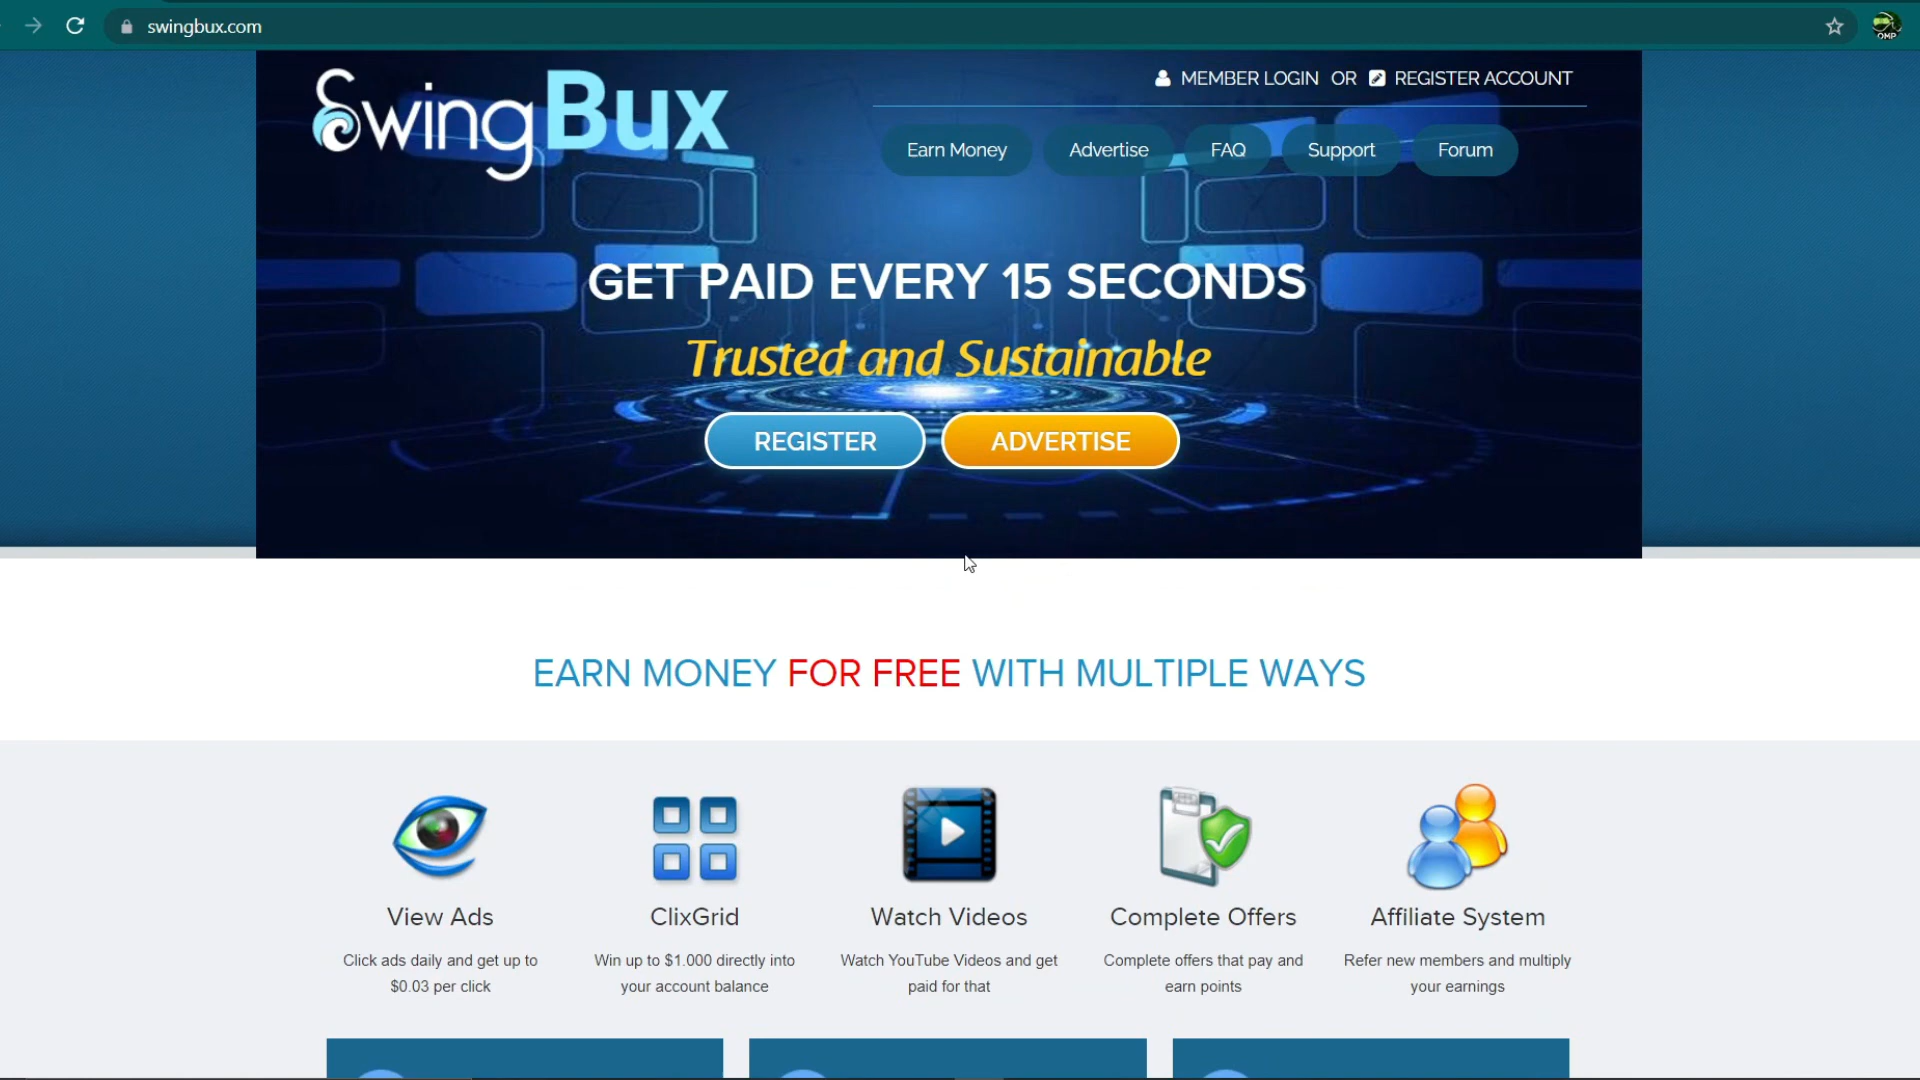 swingbux.com
OMP
SwingBux
MEMBER LOGIN OR REGISTER ACCOUNT
Earn Money Advertise FAQ Support Forum
GET PAID EVERY 15 SECONDS
Trusted and Sustainable
REGISTER ADVERTISE
EARN MONEY FOR FREE WITH MULTIPLE WAYS
View Ads ClixGrid Watch Videos Complete Offers Affiliate System
Click ads daily and get up to Win up to $1.000 directly into Watch YouTube Videos and get Complete offers that pay and Refer new members and multiply
$0.03 per click your account balance paid for that earn points your earnings